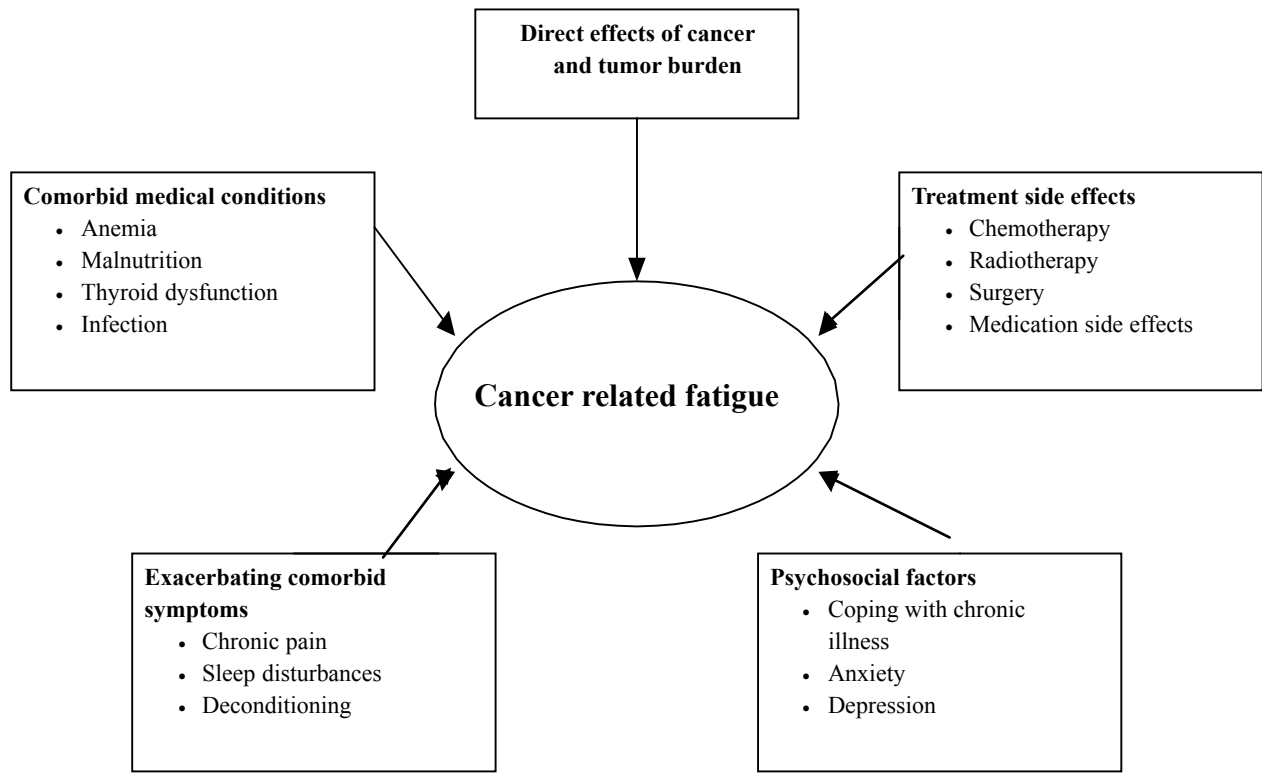 Direct effects of cancer
and tumor burden
Comorbid medical conditions
• Anemia
• Malnutrition
• Thyroid dysfunction
• Infection
Treatment side effects
• Chemotherapy
• Radiotherapy
• Surgery
• Medication side effects
Cancer related fatigue
Exacerbating comorbid
symptoms
• Chronic pain
• Sleep disturbances
• Deconditioning
Psychosocial factors
• Coping with chronic
illness
• Anxiety
• Depression